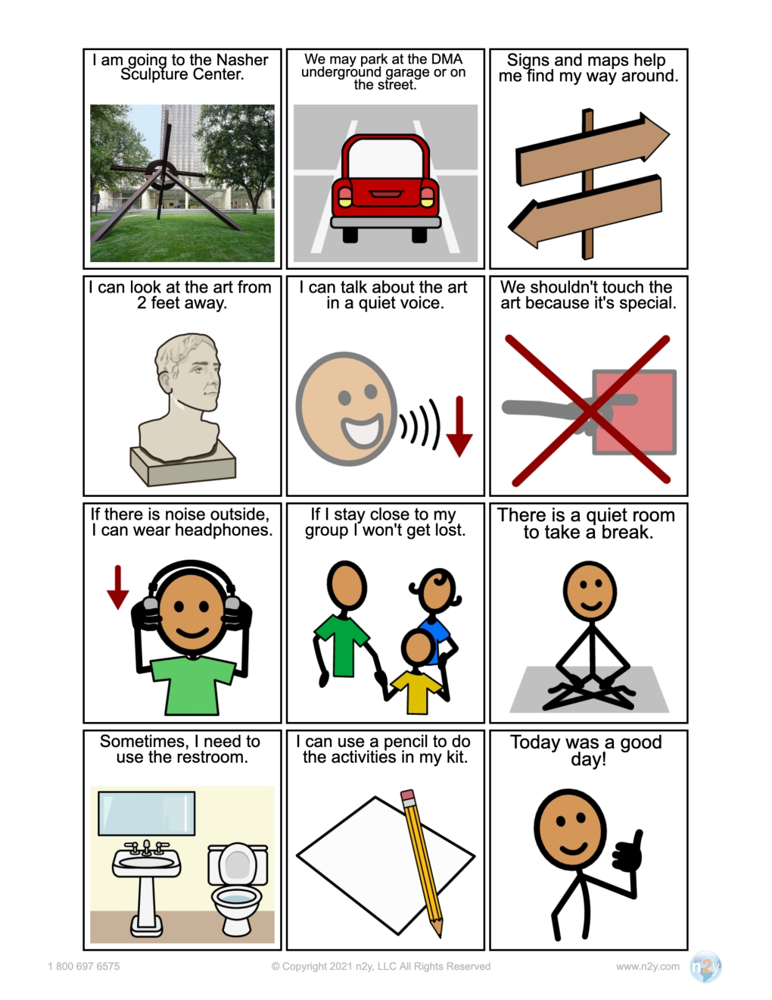 I am going to the Nasher
Sculpture Center.
We may park at the DMA
underground garage or on
the street.
Signs and maps help
me find my way around.
I can look at the art from
2 feet away.
I can talk about the art
in a quiet voice.
We shouldn't touch the
art because it's special.
If there is noise outside,
I can wear headphones.
If I stay close to my
group I won't get lost.
There is a quiet room
to take a break.
Sometimes, I need to
use the restroom.
I can use a pencil to do
the activities in my kit.
Today was a good
day!
1 800 697 6575
© Copyright 2021 n2y, LLC All Rights Reserved
www.n2y.com
n2y